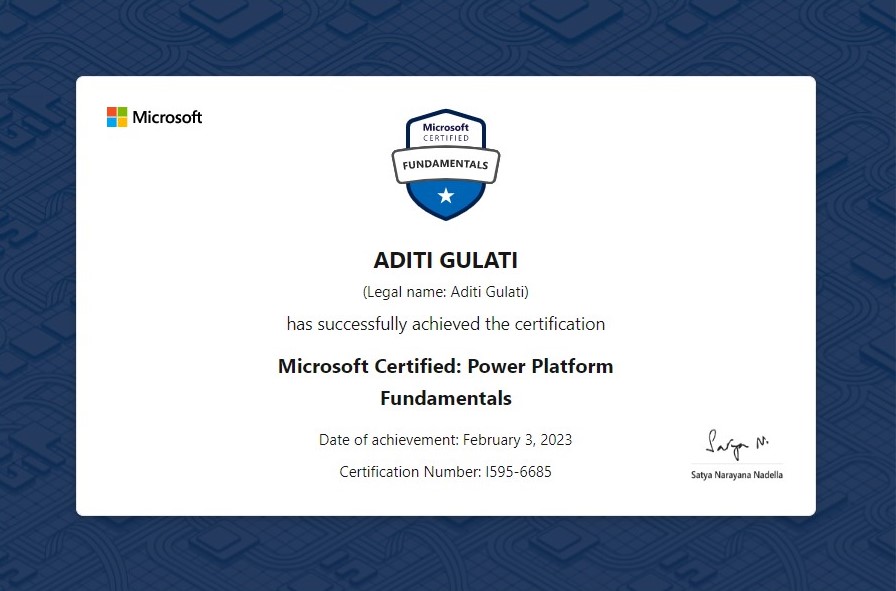 Microsoft
Microsoft
CERTIFIED
FUNDAMENTALS
ADITI GULATI
(Legal name: Aditi Gulati)
has successfully achieved the certification
Microsoft Certified: Power Platform
Fundamentals
Date of achievement: February 3, 2023
Certification Number: I595-6685
Satya N.
Satya Narayana Nadella